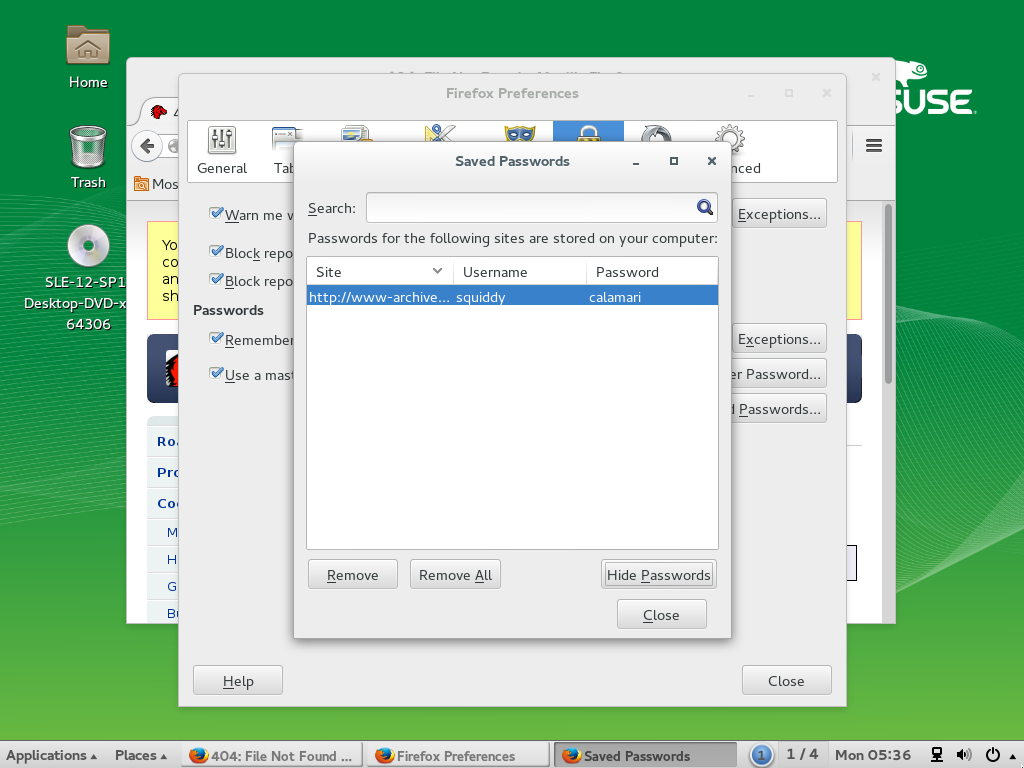 Home
Trash
SLE-12-SP1
Desktop-DVD-x
64306
SUSE
Firefox Preferences
General
Tab
nced
Mos
You
co
an
sh
Warn me w
Exceptions...
Block repo
Block repo
Passwords
Remember
Exceptions...
Use a mast
er Password...
d Passwords...
Roa
Pro
Coo
M
H
G
Bu
Saved Passwords
Search:
Passwords for the following sites are stored on your computer:
Site Username Password
http://www-archive... squiddy calamari
Remove Remove All Hide Passwords
Close
Help Close
Applications Places 404: File Not Found ... Firefox Preferences Saved Passwords 1 1 / 4 Mon 05:36